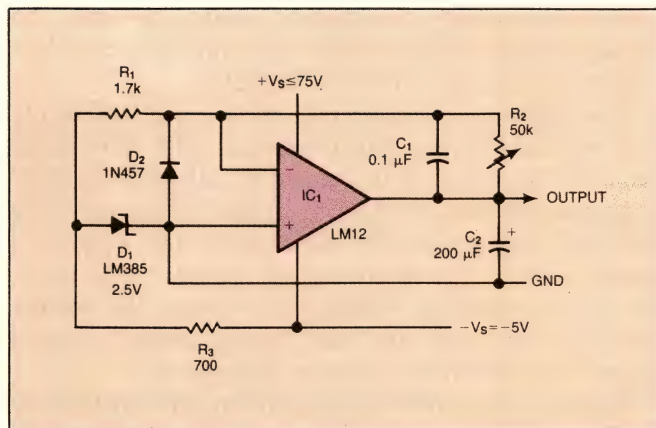 R₁
1.7k
+Vₛ≤75V
R₂
50k
C₁
0.1 µF
D₂
1N457
−
IC₁
OUTPUT
+
D₁
LM12
C₂
+
200 µF
LM385
GND
2.5V
−Vₛ=−5V
R₃
700